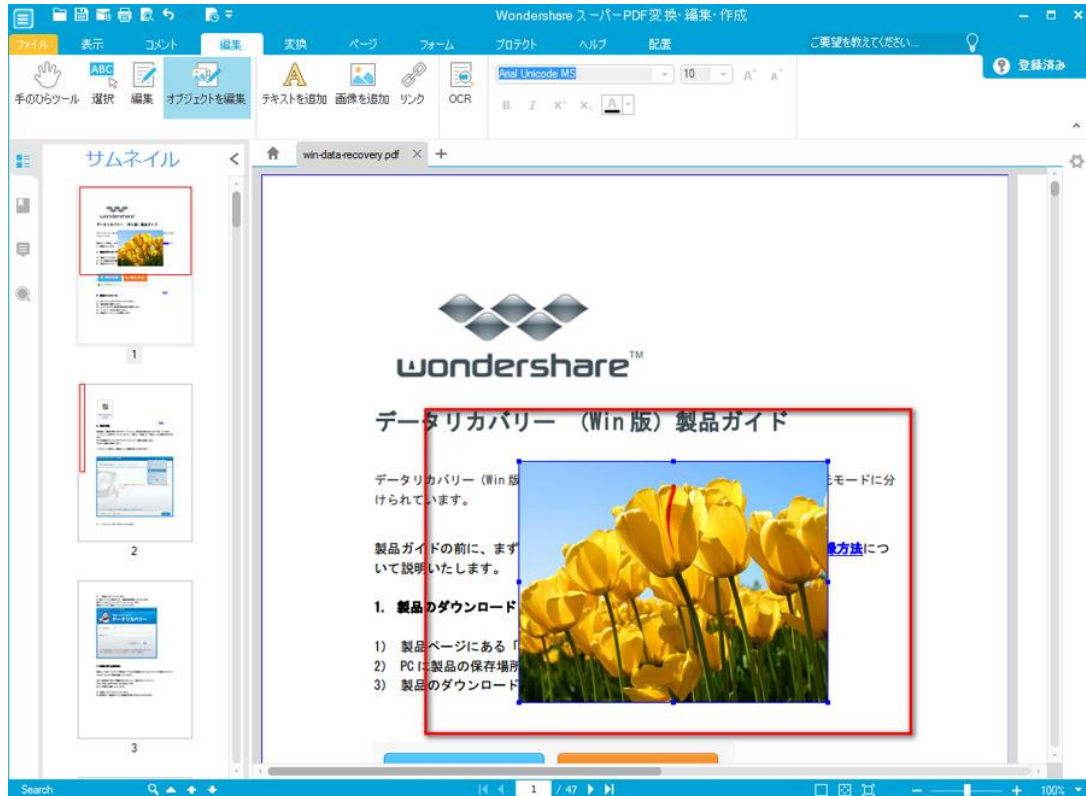 Wondershare スーパーPDF変換・編集・作成
ファイル 表示 コメント 編集 変換 ページ フォーム プロテクト ヘルプ 配置 ご要望を教えてください...
登録済み
ABC
手のひらツール 選択 編集 オブジェクトを編集 テキストを追加 画像を追加 リンク OCR
Arial Unicode MS 10
サムネイル
win-data-recovery.pdf
wondershare™
データリカバリー （Win版）製品ガイド
データリカバリー（Win版
元モードに分
けられています。
製品ガイドの前に、まず
録方法につ
いて説明いたします。
1. 製品のダウンロード
1) 製品ページにある「
2) PCに製品の保存場所
3) 製品のダウンロード
1
2
3
Search 1 / 47 100%